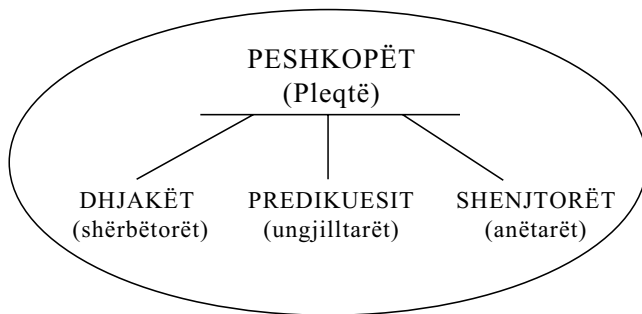 PESHKOPËT
(Pleqtë)
DHJAKËT PREDIKUESIT SHENJTORËT
(shërbëtorët) (ungjilltarët) (anëtarët)